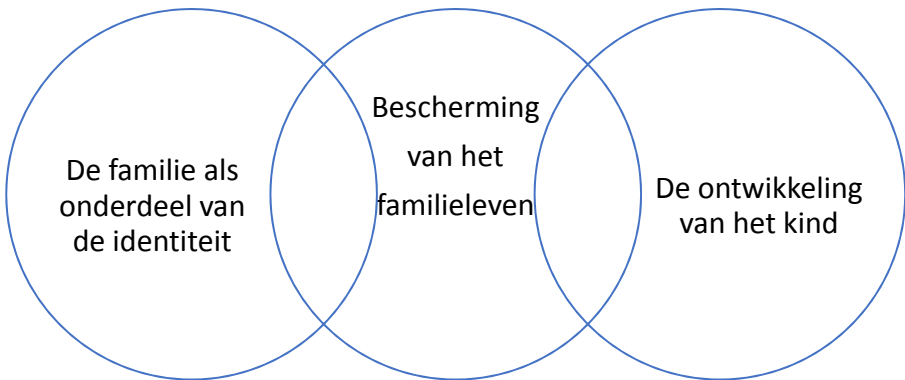 De familie als
onderdeel van
de identiteit
Bescherming
van het
familieleven
De ontwikkeling
van het kind